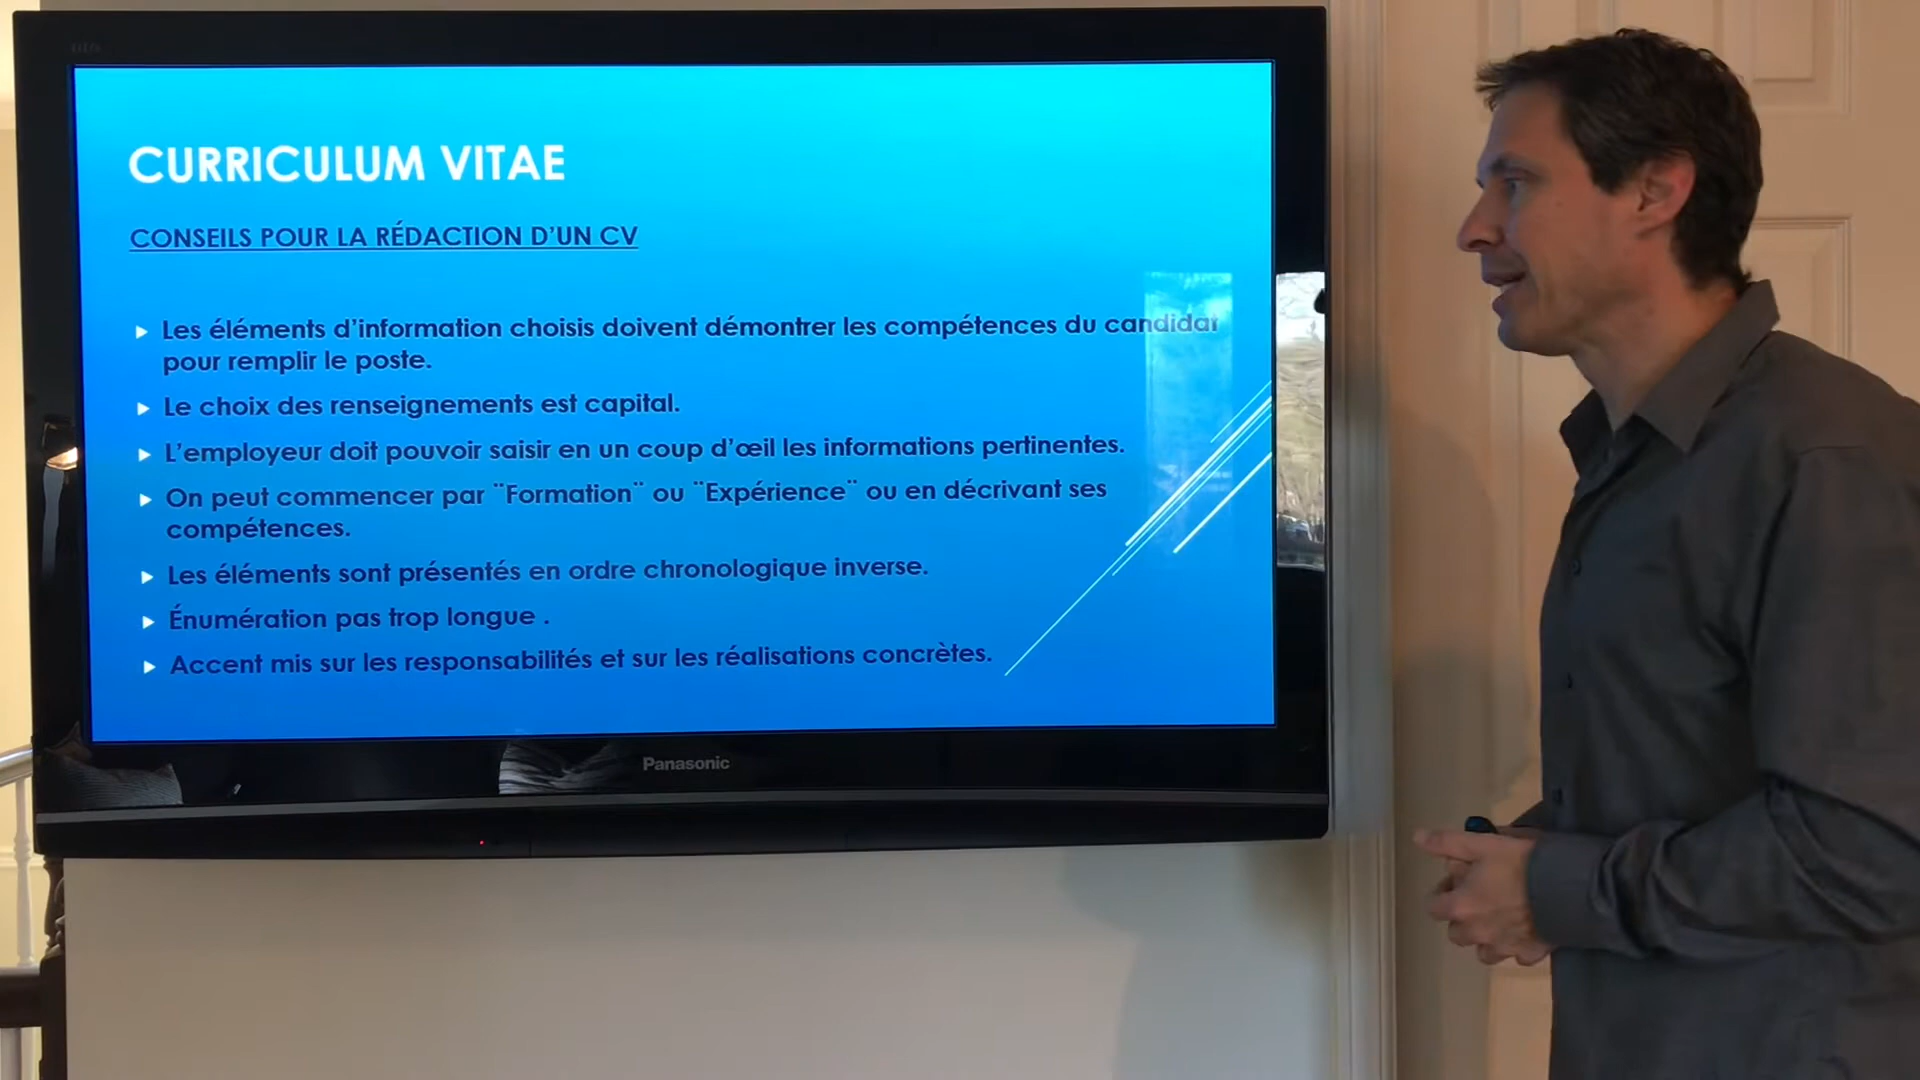 CURRICULUM VITAE
CONSEILS POUR LA RÉDACTION D’UN CV
Les éléments d’information choisis doivent démontrer les compétences du candidat
pour remplir le poste.
Le choix des renseignements est capital.
L’employeur doit pouvoir saisir en un coup d’œil les informations pertinentes.
On peut commencer par ¨Formation¨ ou ¨Expérience¨ ou en décrivant ses
compétences.
Les éléments sont présentés en ordre chronologique inverse.
Énumération pas trop longue .
Accent mis sur les responsabilités et sur les réalisations concrètes.
Panasonic